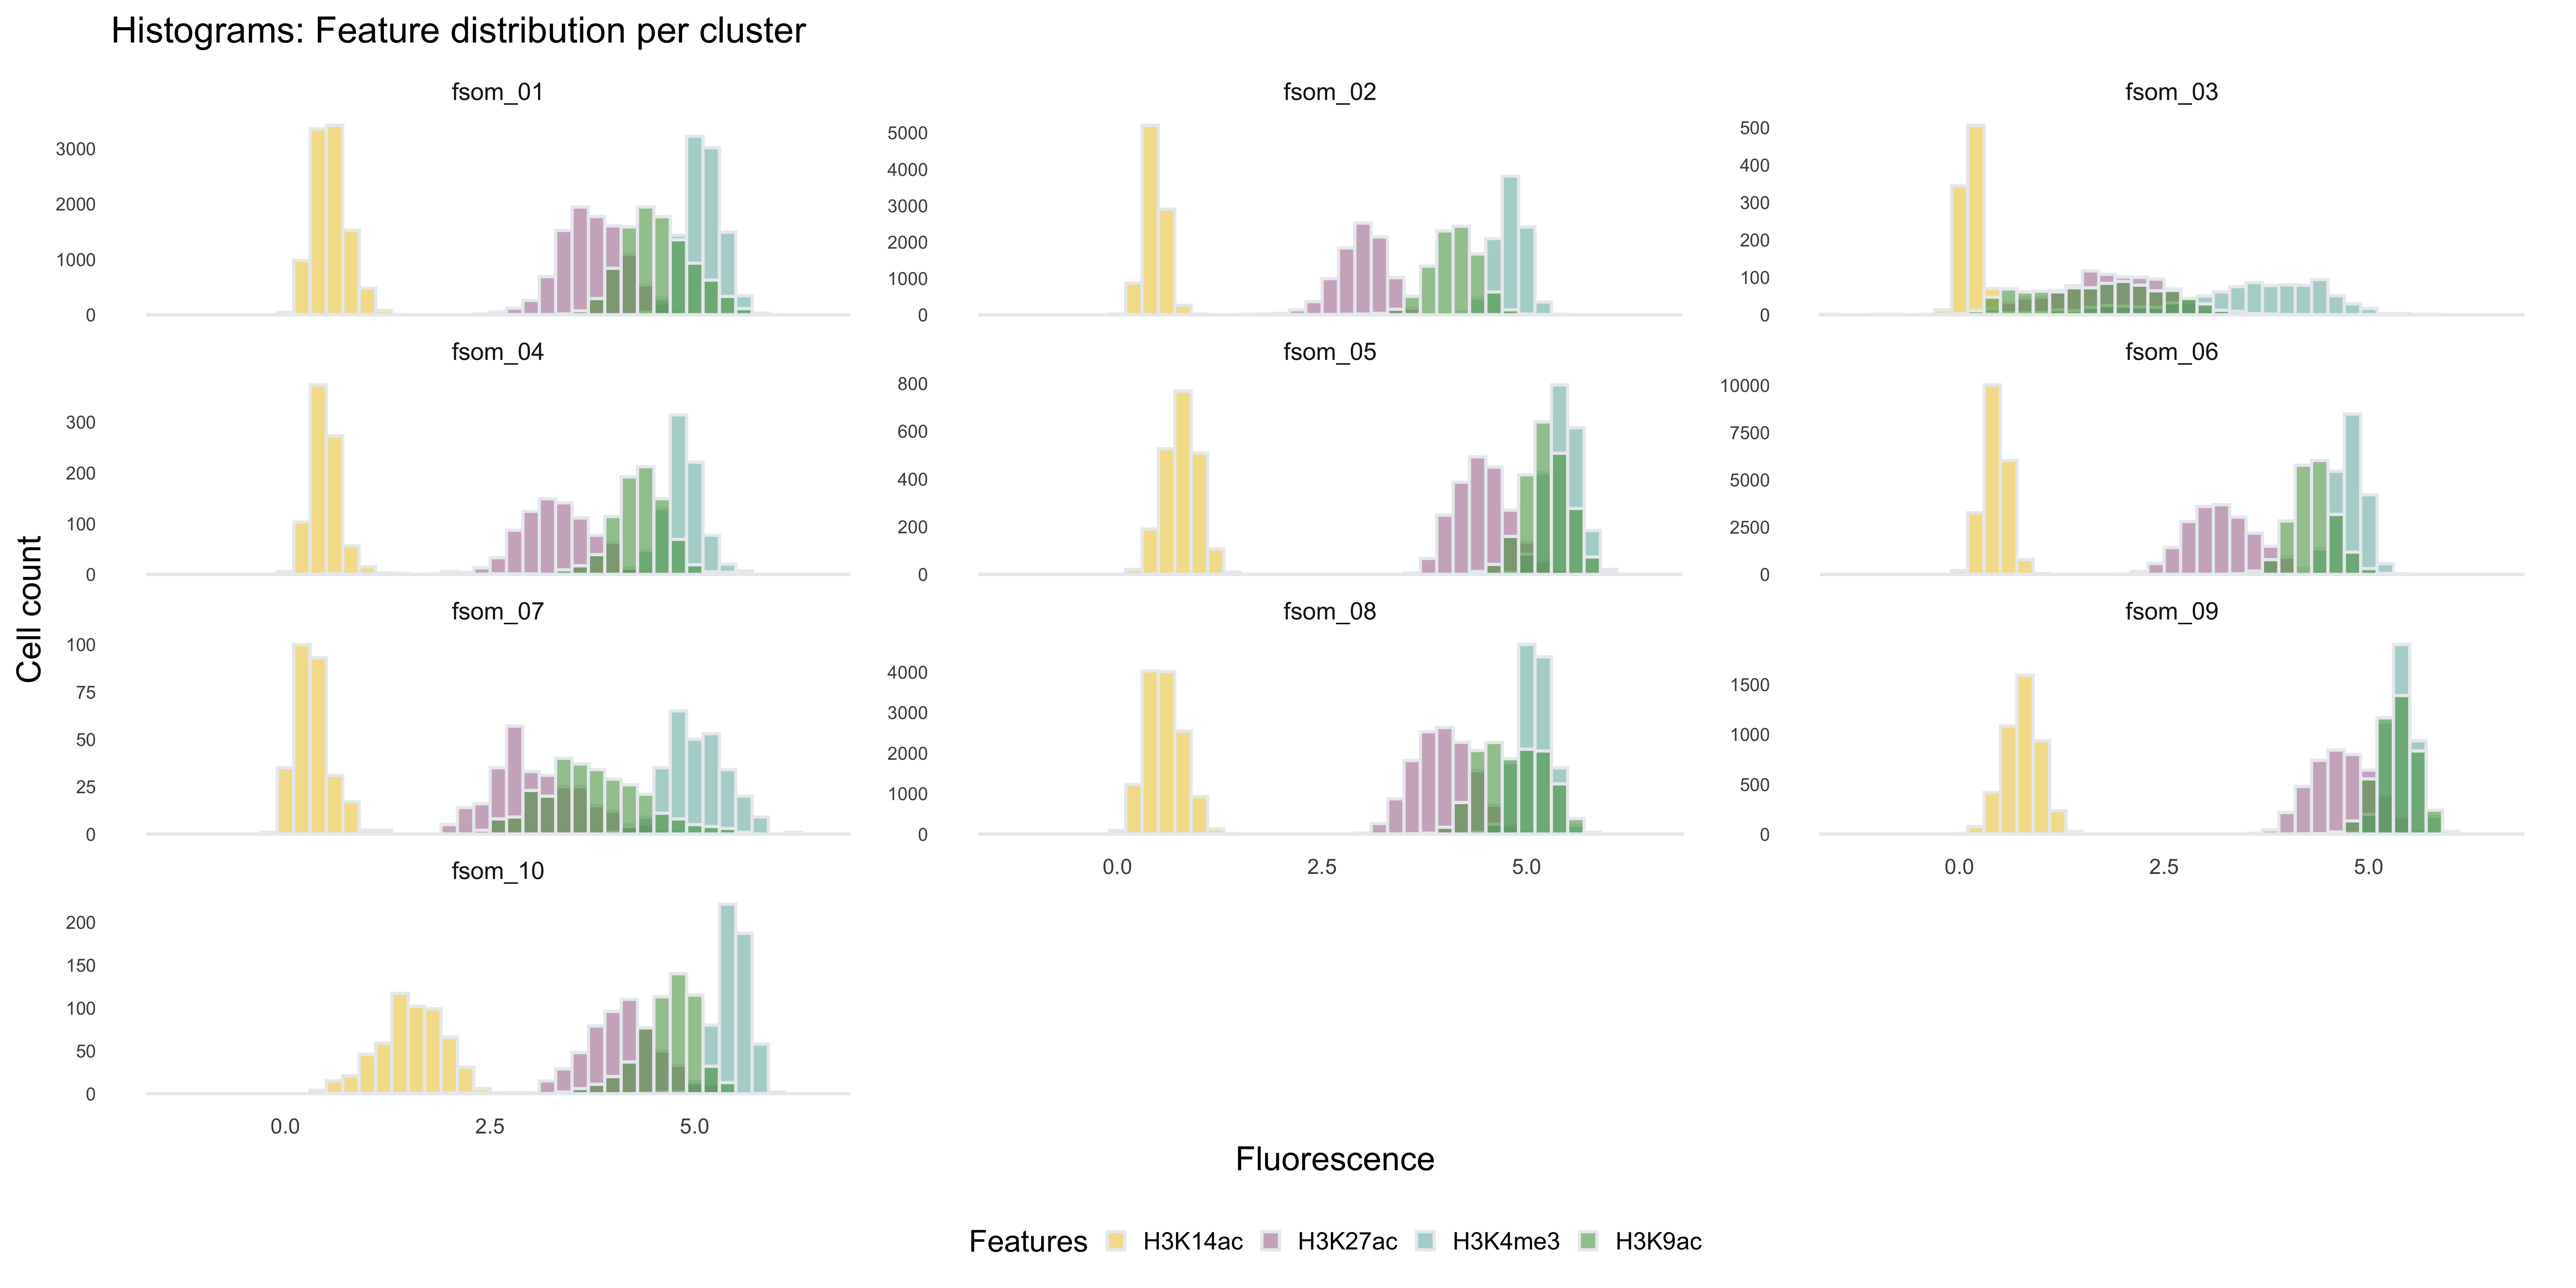 Histograms: Feature distribution per cluster
fsom_01
fsom_02
fsom_03
3000
2000
1000
0
5000
4000
3000
2000
1000
0
500
400
300
200
100
0
fsom_04
fsom_05
fsom_06
300
200
100
0
800
600
400
200
0
10000
7500
5000
2500
0
fsom_07
fsom_08
fsom_09
100
75
50
25
0
4000
3000
2000
1000
0
1500
1000
500
0
0.0 2.5 5.0
0.0 2.5 5.0
fsom_10
200
150
100
50
0
0.0 2.5 5.0
Cell count
Fluorescence
Features H3K14ac H3K27ac H3K4me3 H3K9ac